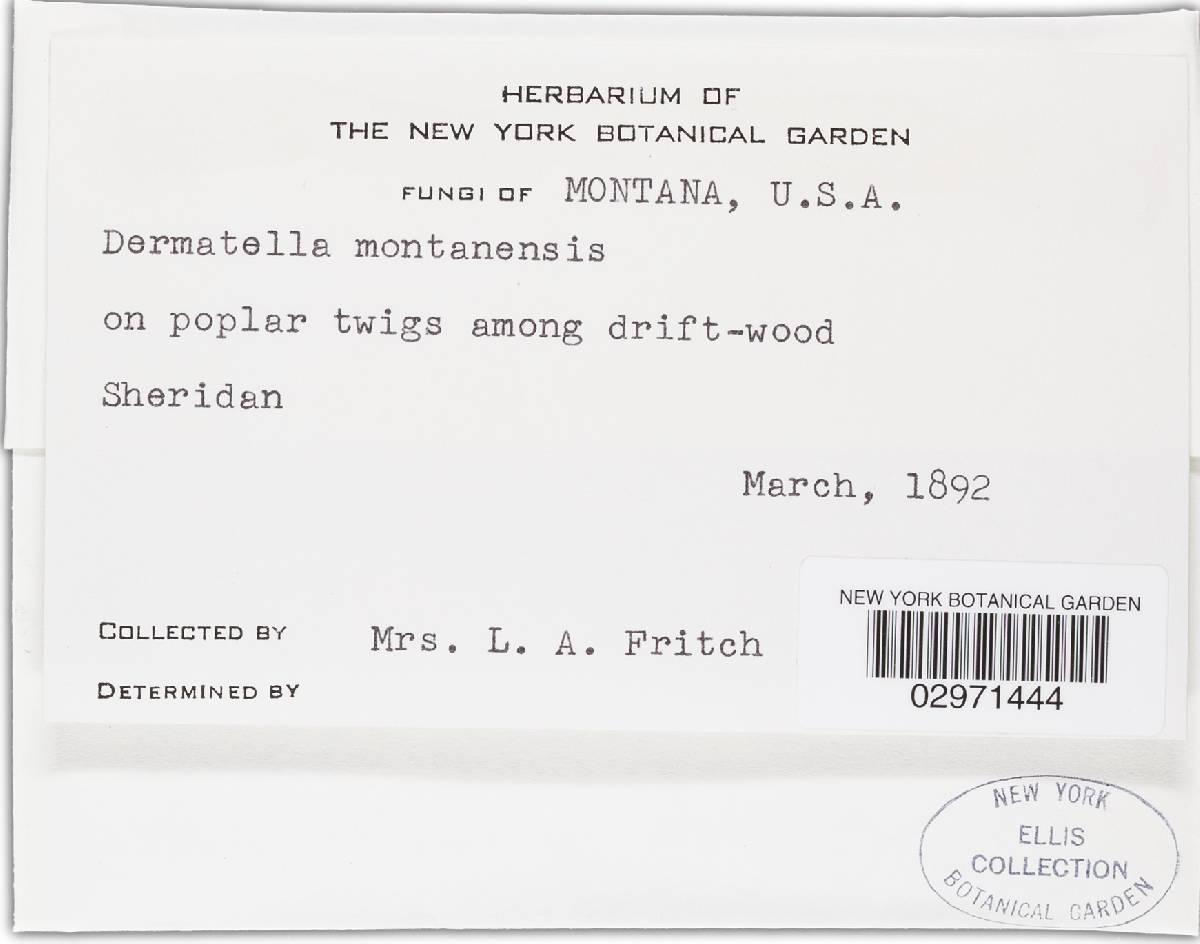 HERBARIUM OF
THE NEW YORK BOTANICAL GARDEN
FUNGI OF MONTANA, U.S.A.
Dermatella montanensis
on poplar twigs among drift-wood
Sheridan
March, 1892
COLLECTED BY Mrs. L. A. Fritch
DETERMINED BY
NEW YORK BOTANICAL GARDEN
02971444
NEW YORK
ELLIS
COLLECTION
BOTANICAL GARDEN